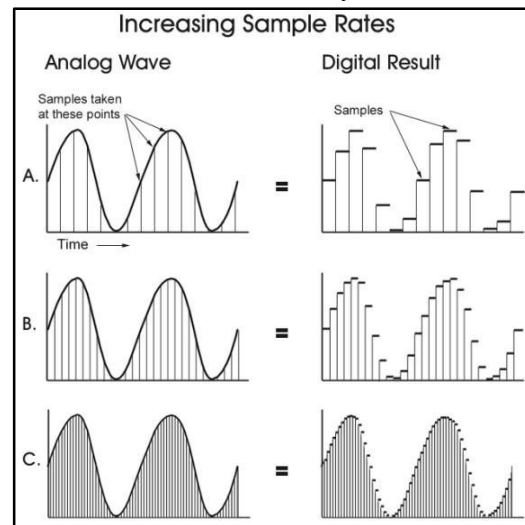 Increasing Sample Rates
Analog Wave
Digital Result
Samples taken
at these points
Samples
A.
=
Time
B.
=
C.
=